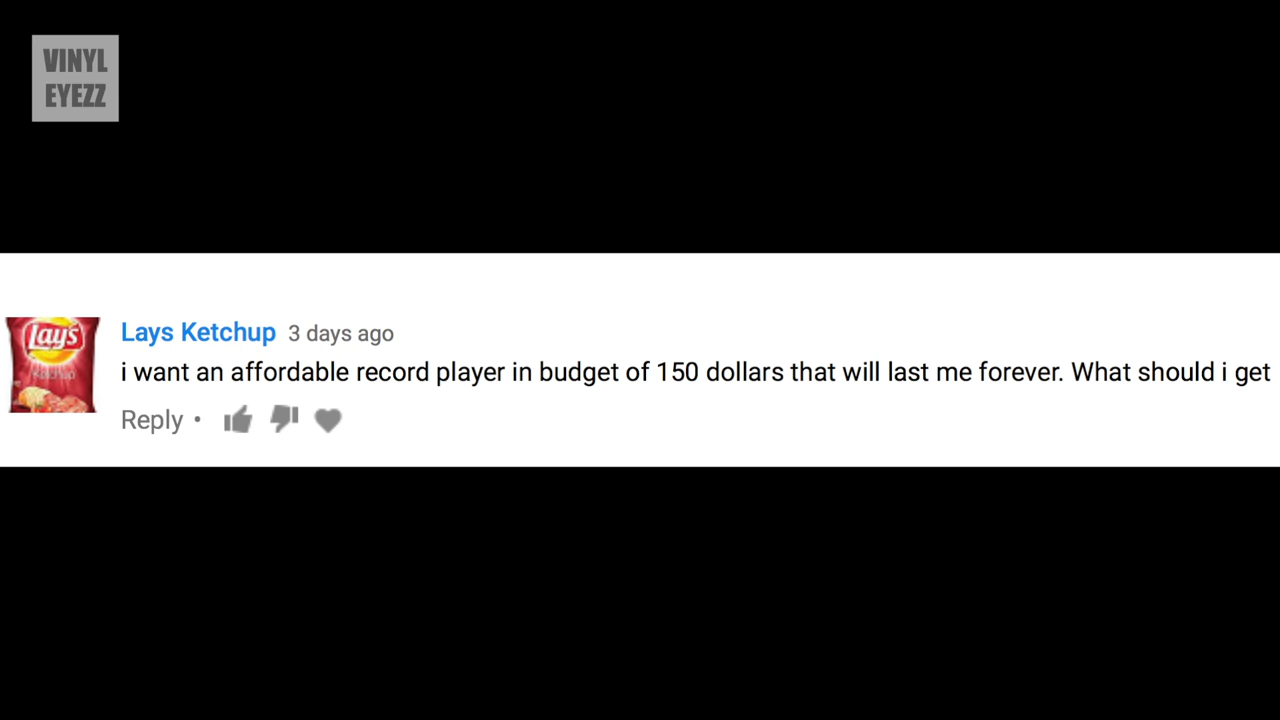 VINYL
EYEZZ
Lay's
Lays Ketchup 3 days ago
i want an affordable record player in budget of 150 dollars that will last me forever. What should i get
Reply •